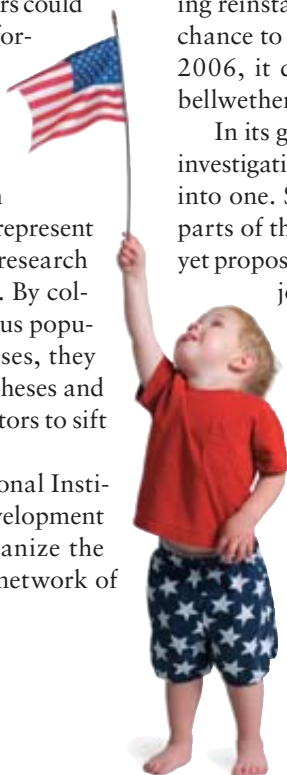 rs could
for-
represent
research
. By col-
us popu-
ses, they
heses and
tors to sift
onal Insti-
velopment
anize the
network of
ing reinsta
chance to
2006, it c
bellwether
In its g
investigati
into one. S
parts of th
yet propos